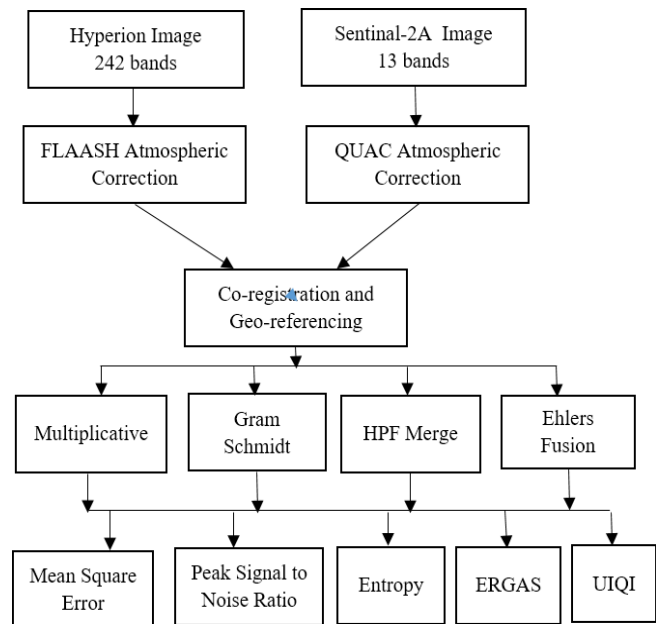 Hyperion Image
242 bands
Sentinal-2A Image
13 bands
FLAASH Atmospheric
Correction
QUAC Atmospheric
Correction
Co-registration and
Geo-referencing
Multiplicative
Gram
Schmidt
HPF Merge
Ehlers
Fusion
Mean Square
Error
Peak Signal to
Noise Ratio
Entropy
ERGAS
UIQI